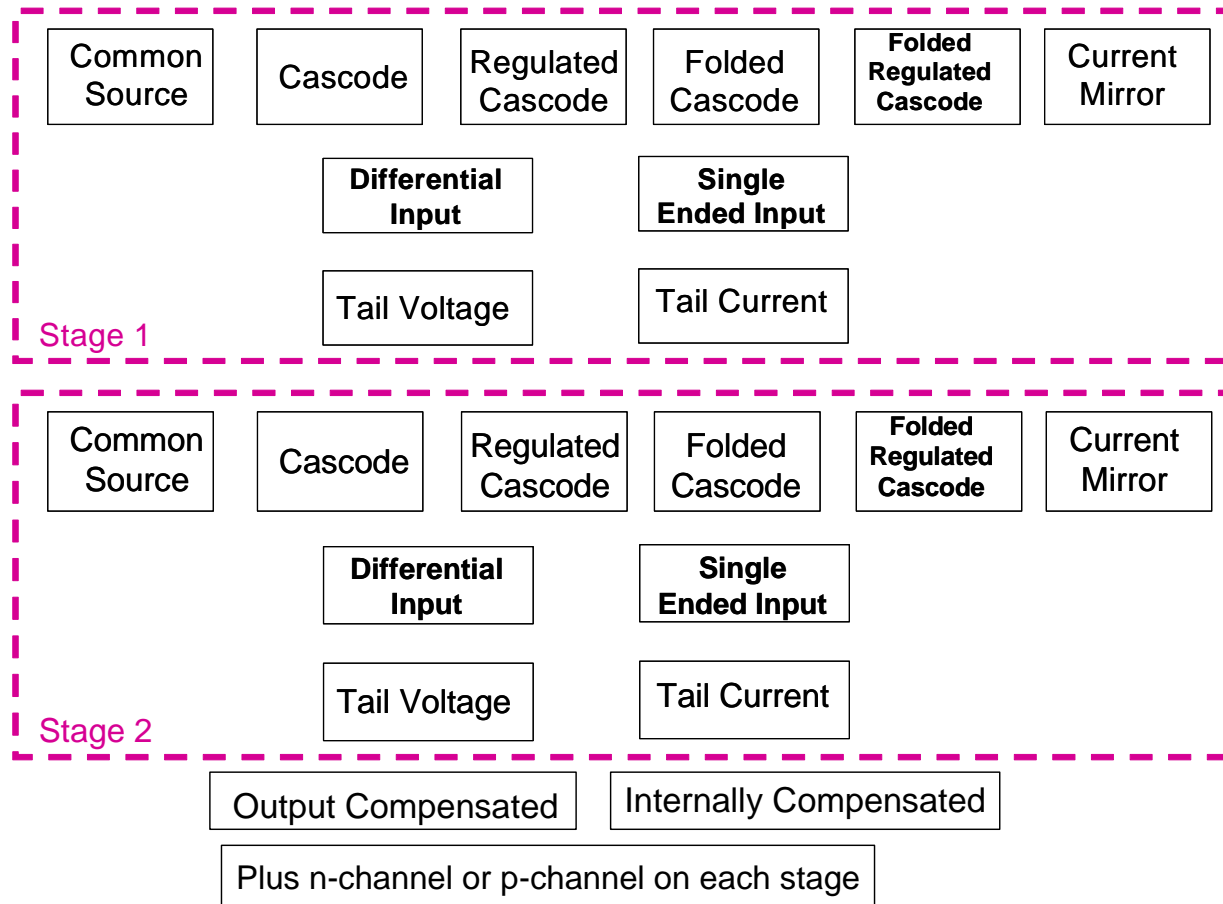 Common
Source
Cascode
Regulated
Cascode
Folded
Cascode
Folded
Regulated
Cascode
Current
Mirror
Differential
Input
Single
Ended Input
Tail Voltage
Tail Current
Stage 1
Common
Source
Cascode
Regulated
Cascode
Folded
Cascode
Folded
Regulated
Cascode
Current
Mirror
Differential
Input
Single
Ended Input
Tail Voltage
Tail Current
Stage 2
Output Compensated
Internally Compensated
Plus n-channel or p-channel on each stage